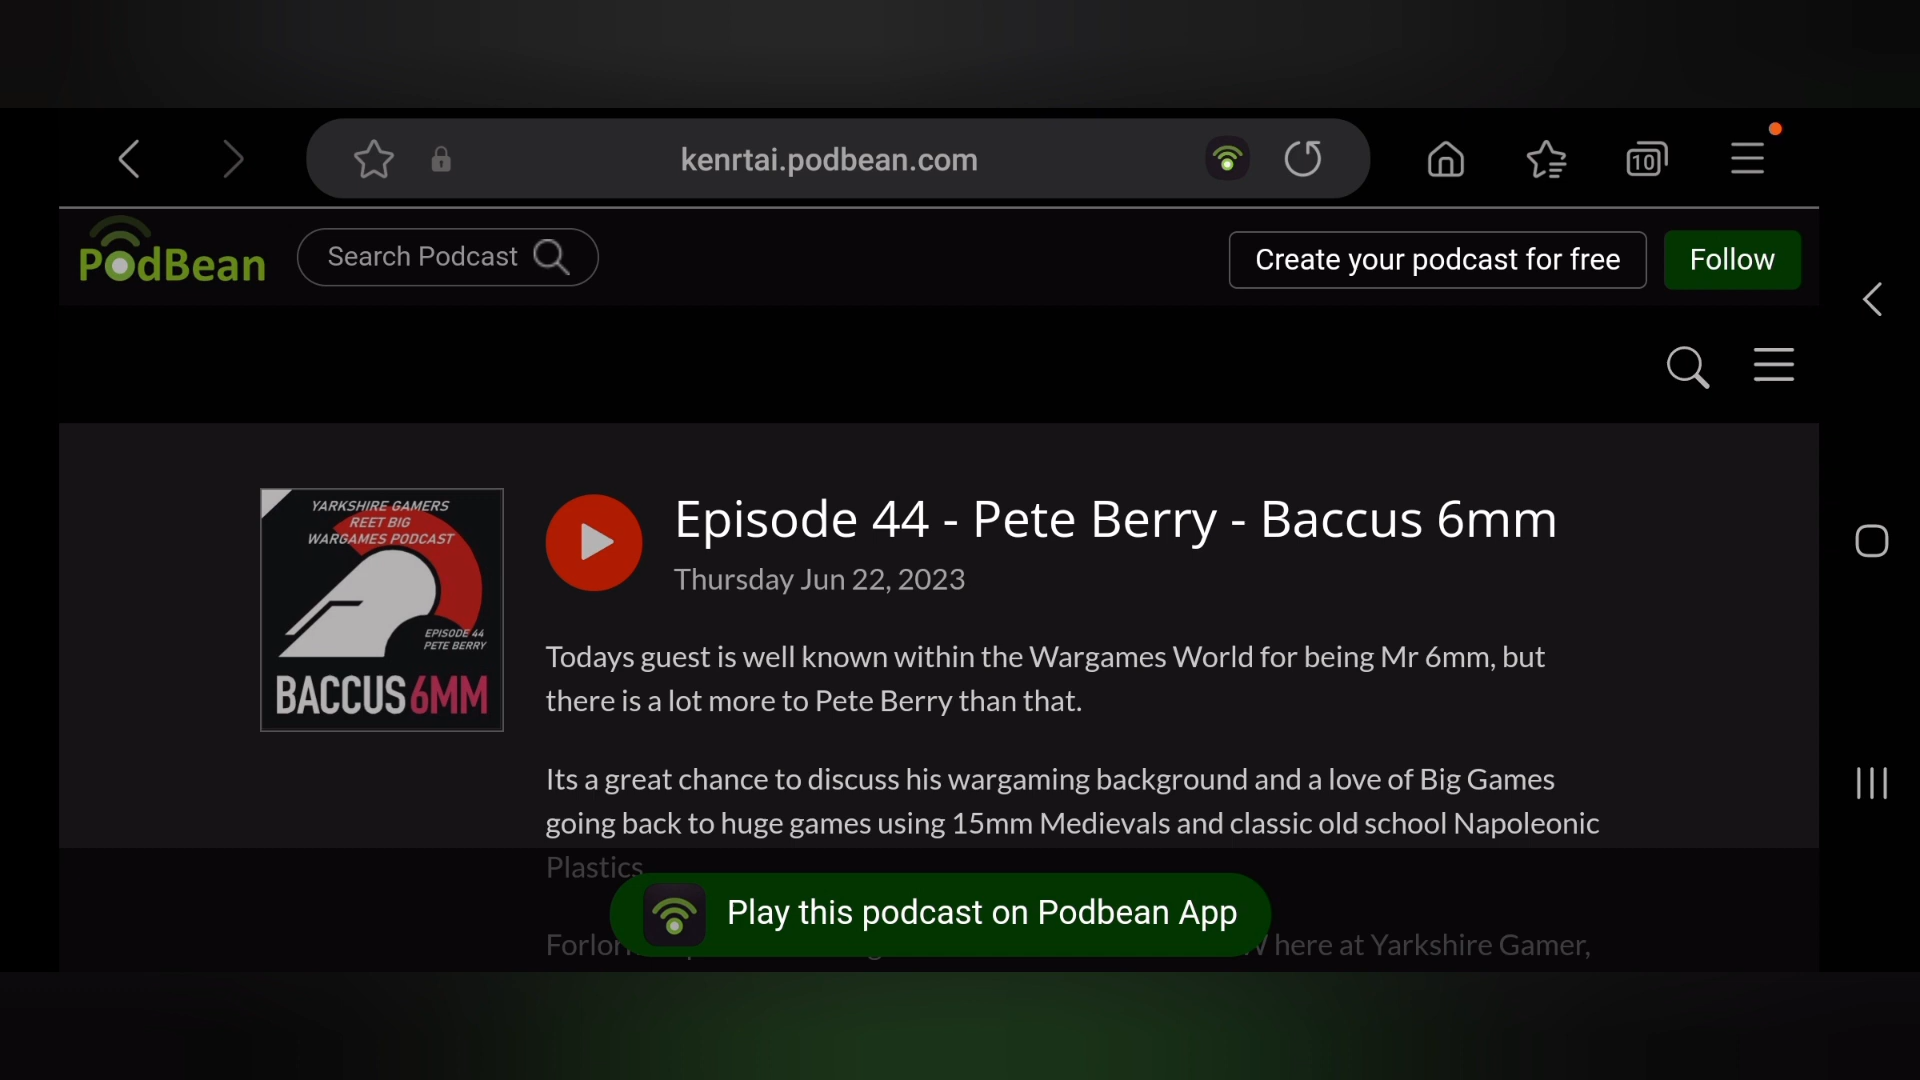 kenrtai.podbean.com
10
PodBean
Search Podcast
Create your podcast for free
Follow
YARKSHIRE GAMERS
REET BIG
WARGAMES PODCAST
EPISODE 44
PETE BERRY
BACCUS 6MM
Episode 44 - Pete Berry - Baccus 6mm
Thursday Jun 22, 2023
Todays guest is well known within the Wargames World for being Mr 6mm, but
there is a lot more to Pete Berry than that.
Its a great chance to discuss his wargaming background and a love of Big Games
going back to huge games using 15mm Medievals and classic old school Napoleonic
Plastics
Play this podcast on Podbean App
here at Yarkshire Gamer,